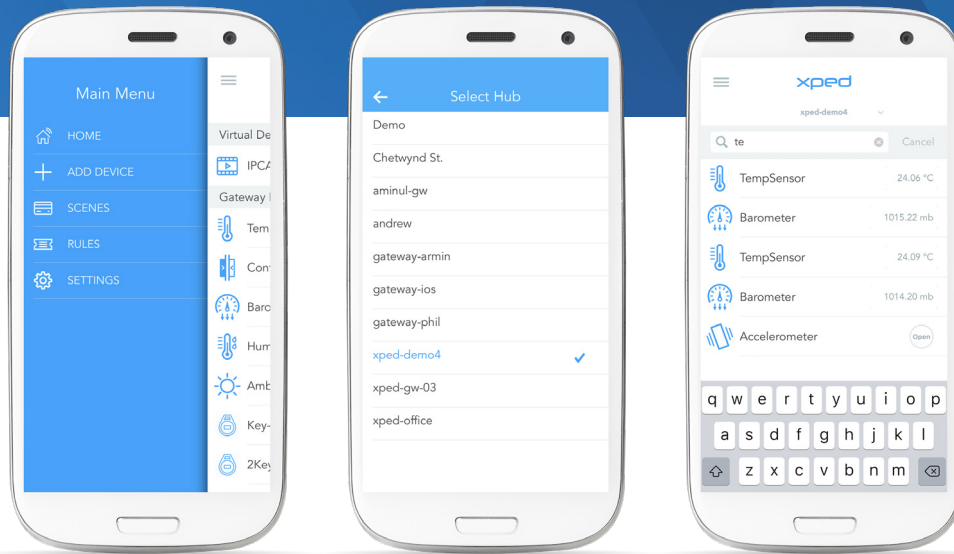 Main Menu
HOME
ADD DEVICE
SCENES
RULES
SETTINGS
Virtual De
IPCA
Gateway
Tem
Con
Baro
Hum
Amb
Key-
2Key
Select Hub
Demo
Chetwynd St.
aminul-gw
andrew
gateway-armin
gateway-ios
gateway-phil
xped-demo4
xped-gw-03
xped-office
xped
xped-demo4
te Cancel
TempSensor 24.06 °C
Barometer 1015.22 mb
TempSensor 24.09 °C
Barometer 1014.20 mb
Accelerometer Open
q w e r t y u i o p
a s d f g h j k l
z x c v b n m